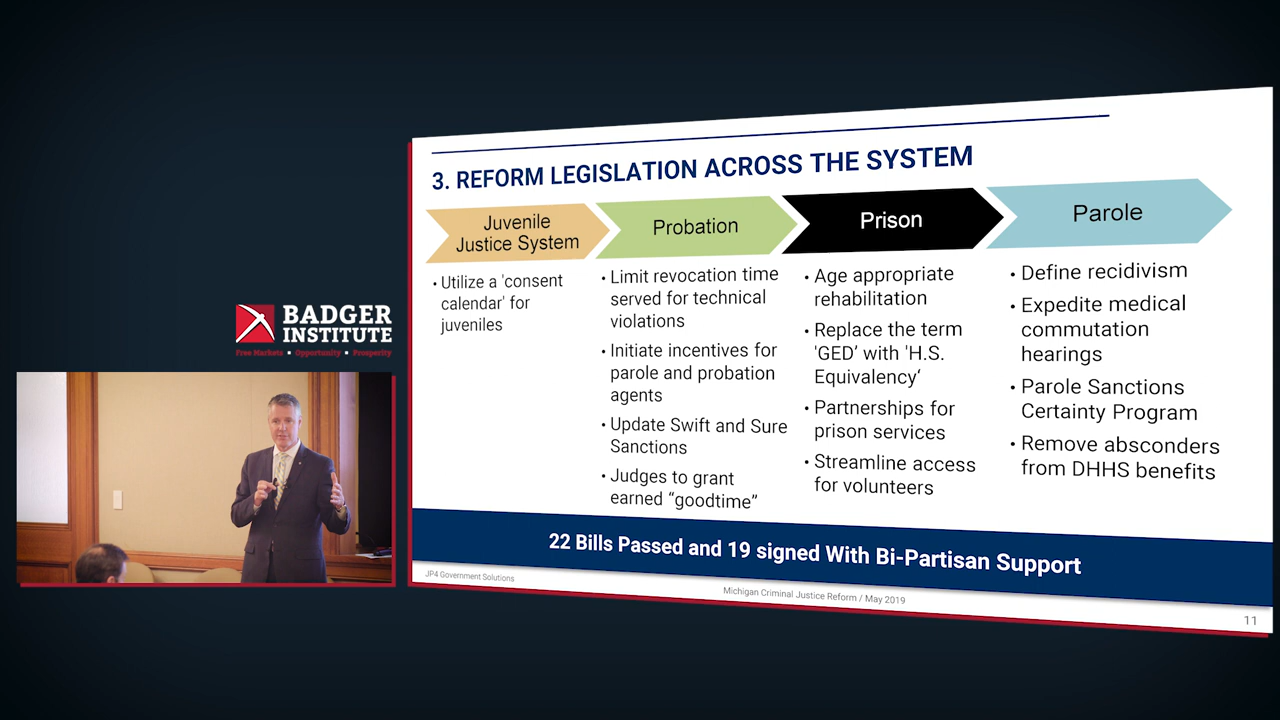 BADGER
INSTITUTE
Free Markets • Opportunity • Prosperity
3. REFORM LEGISLATION ACROSS THE SYSTEM
Juvenile
Justice System
• Utilize a 'consent
calendar' for
juveniles
Probation
• Limit revocation time
served for technical
violations
• Initiate incentives for
parole and probation
agents
• Update Swift and Sure
Sanctions
• Judges to grant
earned “goodtime”
Prison
• Age appropriate
rehabilitation
• Replace the term
'GED’ with 'H.S.
Equivalency‘
• Partnerships for
prison services
• Streamline access
for volunteers
Parole
• Define recidivism
• Expedite medical
commutation
hearings
• Parole Sanctions
Certainty Program
• Remove absconders
from DHHS benefits
22 Bills Passed and 19 signed With Bi-Partisan Support
JP4 Government Solutions
Michigan Criminal Justice Reform / May 2019
11